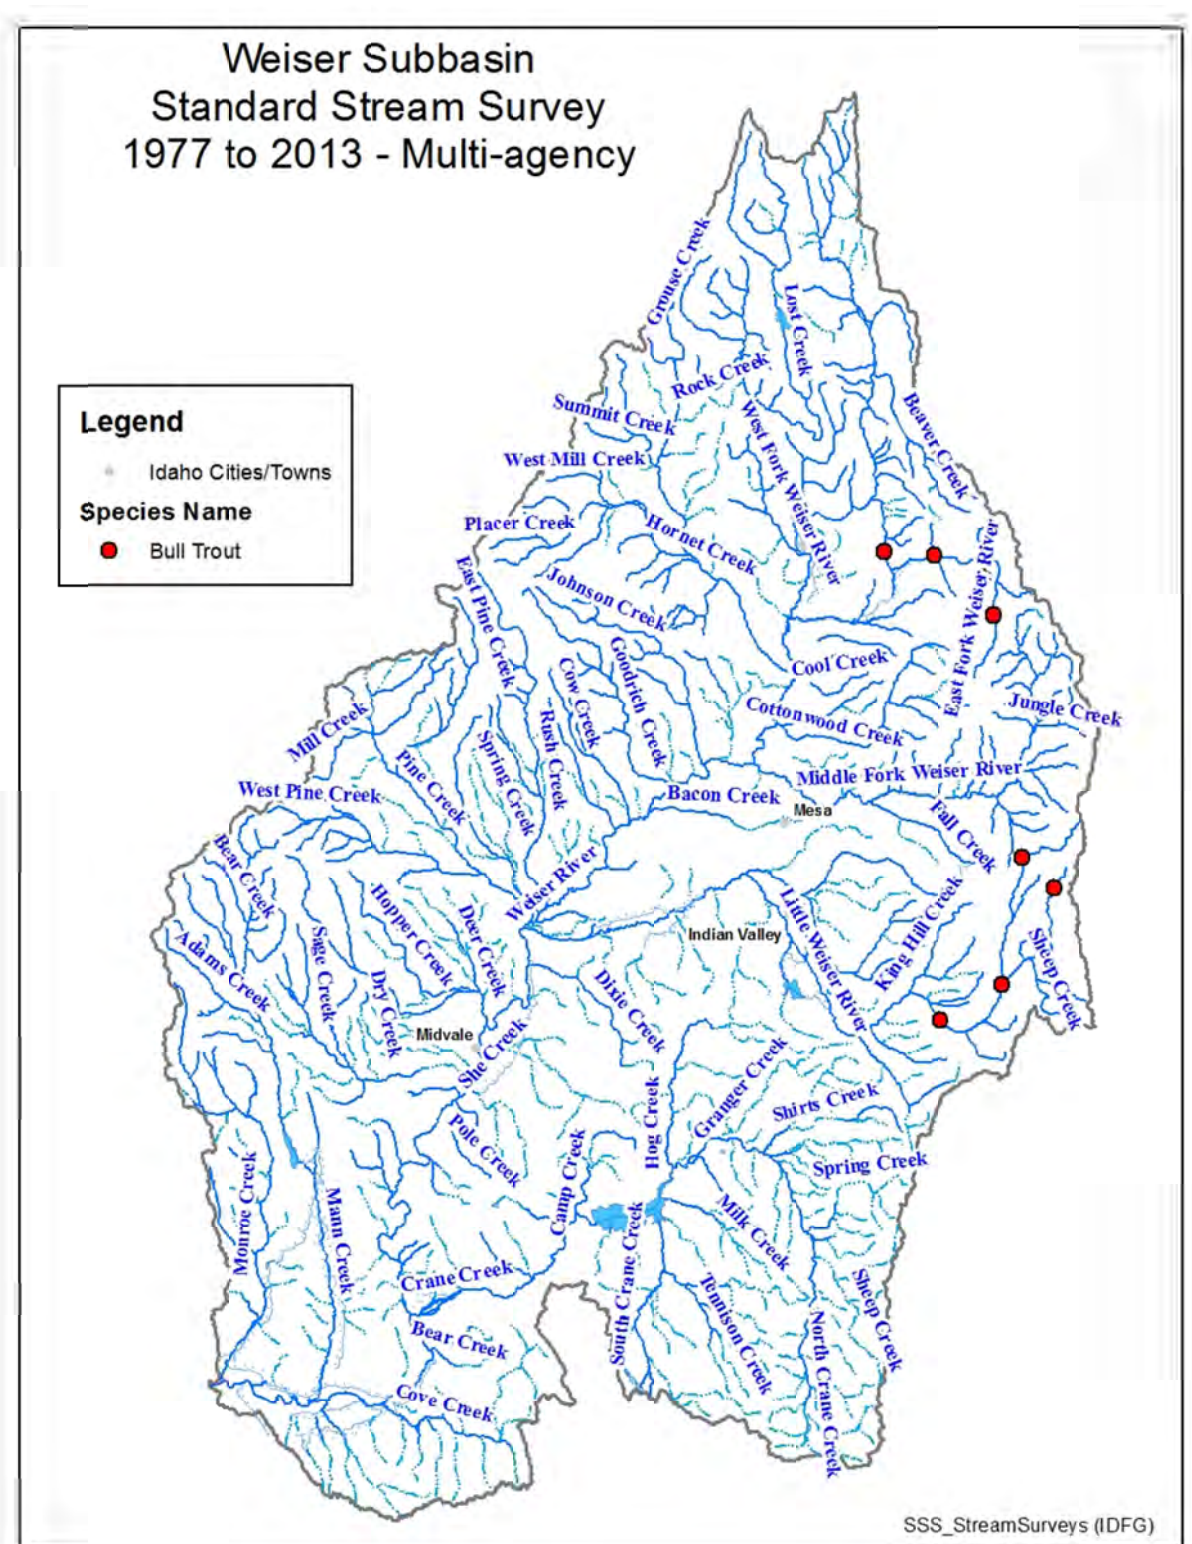 Weiser Subbasin
Standard Stream Survey
1977 to 2013 - Multi-agency
Legend
Idaho Cities/Towns
Species Name
Bull Trout
Grouse Creek
Lost Creek
Rock Creek
Summit Creek
Beaver Creek
West Fork Weiser River
West Mill Creek
Placer Creek
Hornet Creek
East Pine Creek
Johnson Creek
East Fork Weiser River
Goodrich Creek
Cow Creek
Cool Creek
Jungle Creek
Cottonwood Creek
Mill Creek
Rush Creek
Spring Creek
Pine Creek
Middle Fork Weiser River
West Pine Creek
Bacon Creek
Mesa
Fall Creek
Bear Creek
Weiser River
Hopper Creek
Deer Creek
Little Weiser River
King Hill Creek
Indian Valley
Adams Creek
Sage Creek
Dry Creek
Dixie Creek
Sheep Creek
Midvale
She Creek
Granger Creek
Hog Creek
Shirts Creek
Pole Creek
Camp Creek
Spring Creek
Monroe Creek
Mann Creek
Milk Creek
Crane Creek
South Crane Creek
Tennison Creek
Sheep Creek
Bear Creek
North Crane Creek
Cove Creek
SSS_StreamSurveys (IDFG)